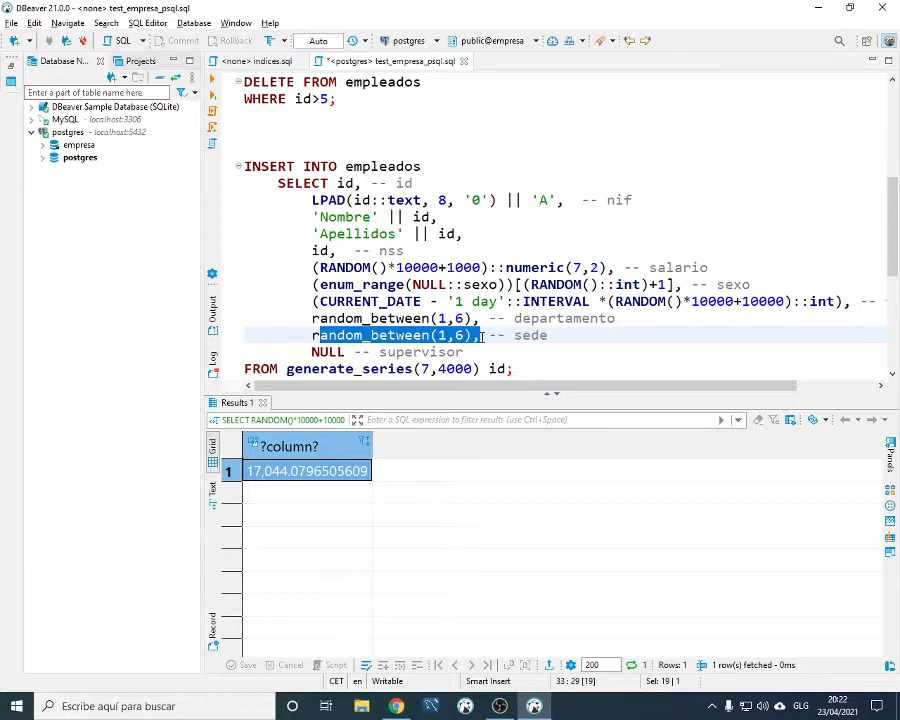 DBeaver 21.0.0 - <none> test_empresa_psql.sql
File Edit Navigate Search SQL Editor Database Window Help
SQL Commit Rollback T Auto postgres public@empresa
Database N... Projects <none> indices.sql *<postgres> test_empresa_psql.sql
Enter a part of table name here
DBeaver Sample Database (SQLite)
MySQL - localhost:3306
postgres - localhost:5432
empresa
postgres
DELETE FROM empleados
WHERE id>5;
INSERT INTO empleados
SELECT id, -- id
LPAD(id::text, 8, '0') || 'A', -- nif
'Nombre' || id,
'Apellidos' || id,
id, -- nss
(RANDOM()*10000+1000)::numeric(7,2), -- salario
(enum_range(NULL::sexo))[(RANDOM()::int)+1], -- sexo
(CURRENT_DATE - '1 day'::INTERVAL *(RANDOM()*10000+10000)::int), --
random_between(1,6), -- departamento
random_between(1,6), -- sede
NULL -- supervisor
FROM generate_series(7,4000) id;
Output
Log
Results 1
SELECT RANDOM()*10000+10000 Enter a SQL expression to filter results (use Ctrl+Space)
Grid
Text
Record
Panels
123 ?column?
1 17,044.0796505609
Save Cancel Script 200 1 Rows: 1 1 row(s) fetched - 0ms
CET en Writable Smart Insert 33 : 29 [19] Sel: 19 | 1
Escribe aquí para buscar
GLG
20:22
23/04/2021